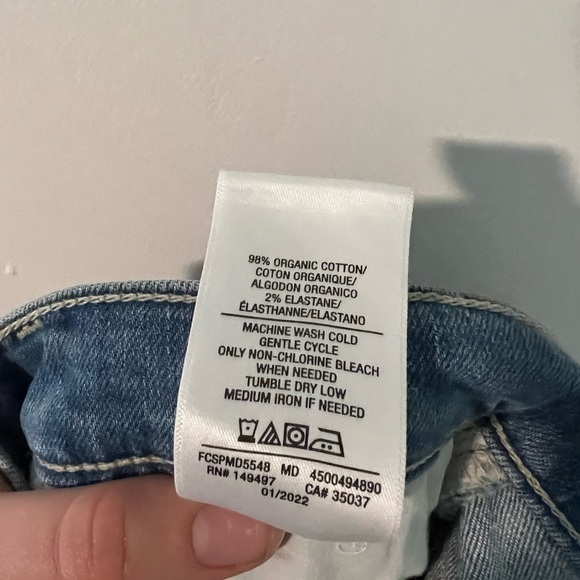 98% ORGANIC COTTON/
COTON ORGANIQUE/
ALGODON ORGANICO
2% ELASTANE/
ÉLASTHANNE/ELASTANO
MACHINE WASH COLD
GENTLE CYCLE
ONLY NON-CHLORINE BLEACH
WHEN NEEDED
TUMBLE DRY LOW
MEDIUM IRON IF NEEDED
FCSPMD5548 MD 4500494890
RN# 149497 CA# 35037
01/2022